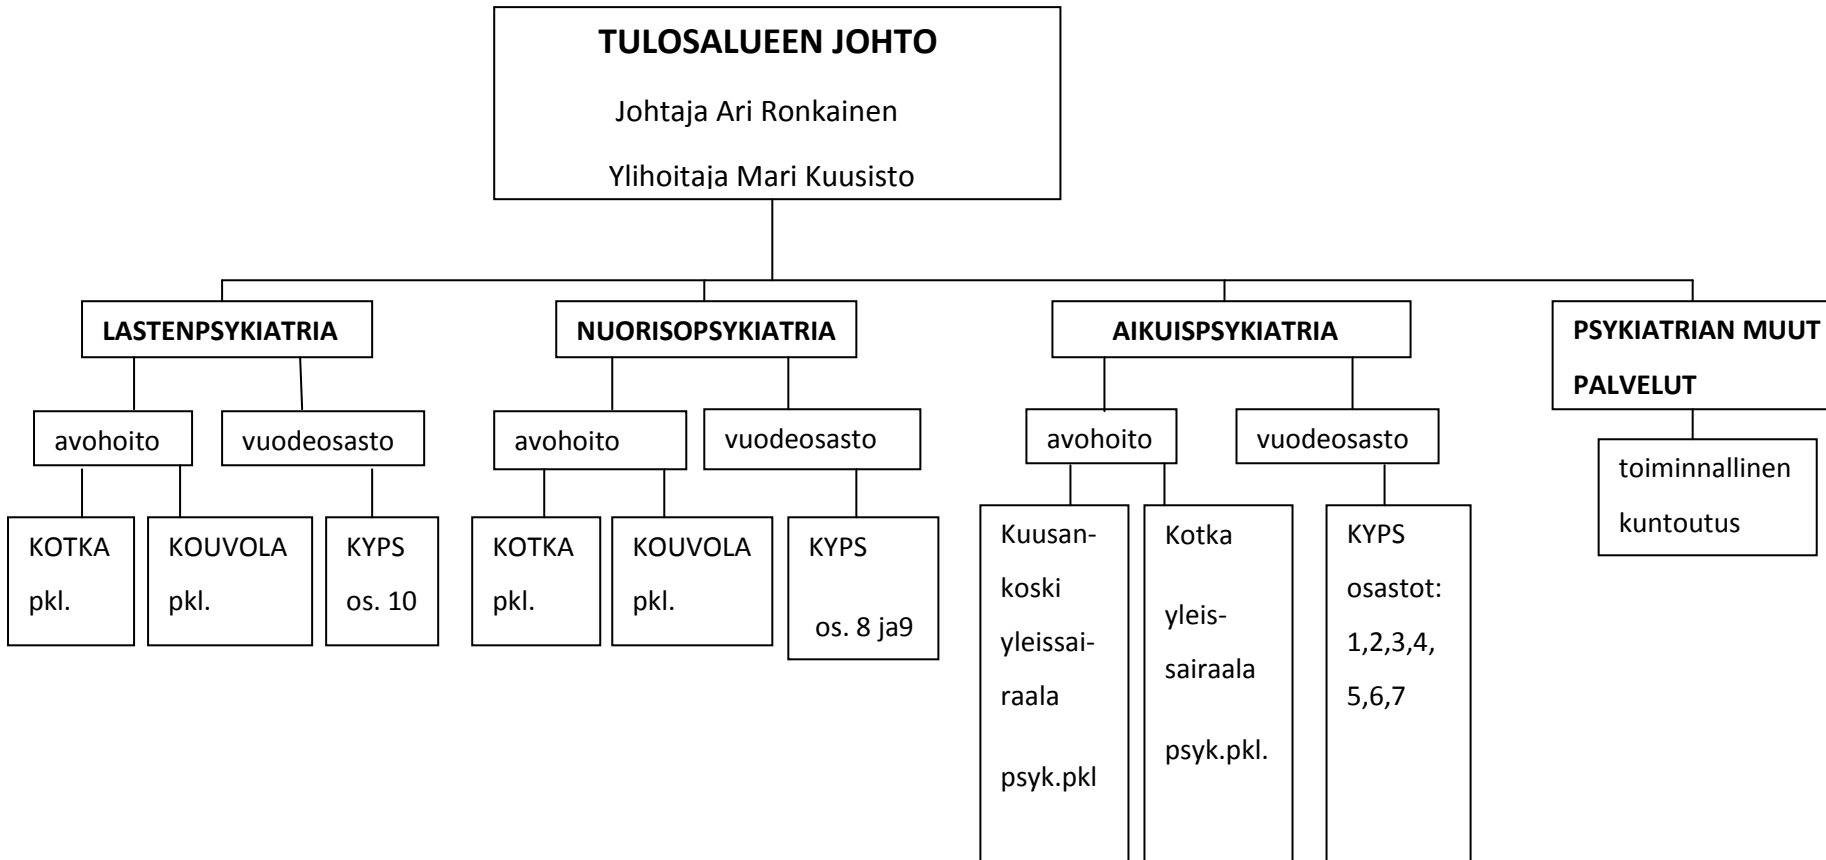 TULOSALUEEN JOHTO
Johtaja Ari Ronkainen
Ylihoitaja Mari Kuusisto
LASTENPSYKIATRIA
NUORISOPSYKIATRIA
AIKUISPSYKIATRIA
PSYKIATRIAN MUUT
PALVELUT
avohoito
vuodeosasto
avohoito
vuodeosasto
avohoito
vuodeosasto
toiminnallinen
kuntoutus
KOTKA
pkl.
KOUVOLA
pkl.
KYPS
os. 10
KOTKA
pkl.
KOUVOLA
pkl.
KYPS
os. 8 ja9
Kuusan-
koski
yleissai-
raala
psyk.pkl
Kotka
yleis-
sairaala
psyk.pkl.
KYPS
osastot:
1,2,3,4,
5,6,7